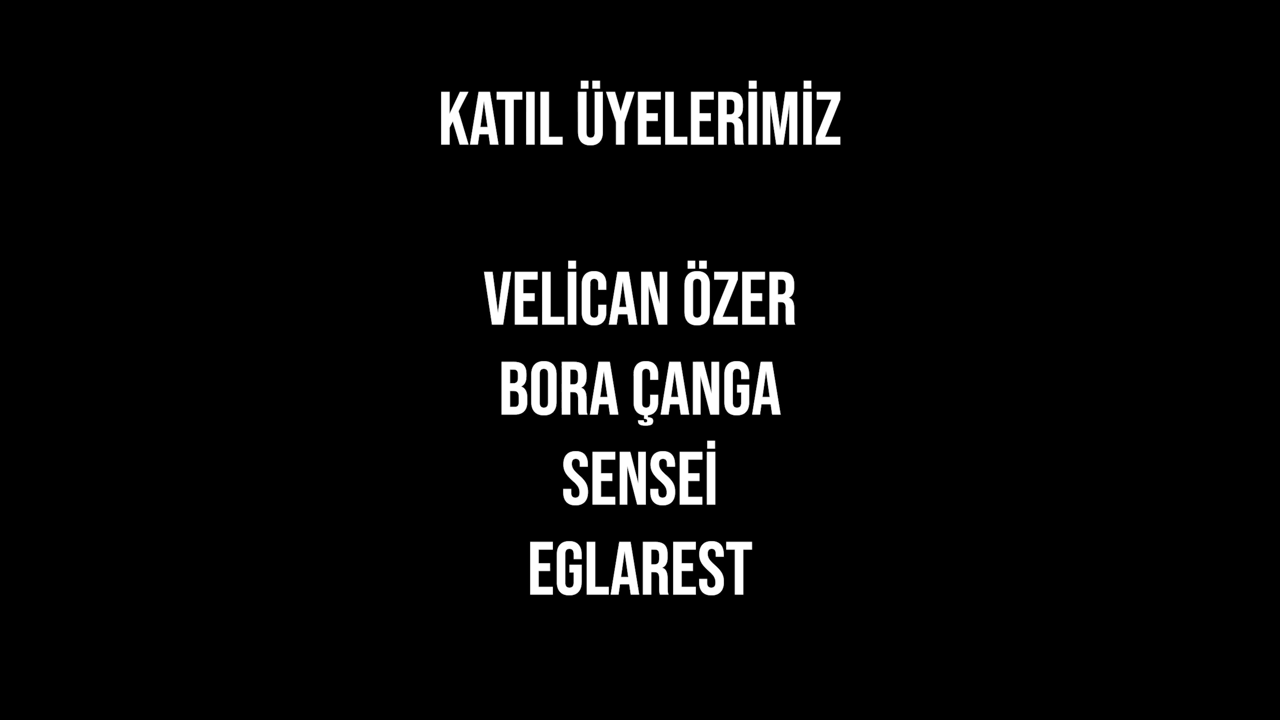 KATIL ÜYELERİMİZ
VELİCAN ÖZER
BORA ÇANGA
SENSEİ
EGLAREST